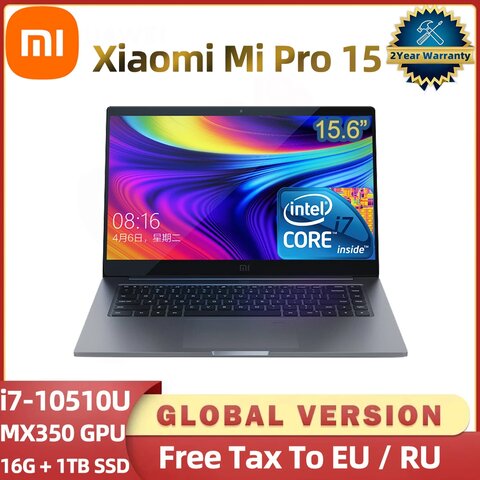 mi
Xiaomi Mi Pro 15
2Year Warranty
15.6”
08:16
4月6日，星期二
intel
CORE i7
inside™
mi
i7-10510U
MX350 GPU
16G + 1TB SSD
GLOBAL VERSION
Free Tax To EU / RU